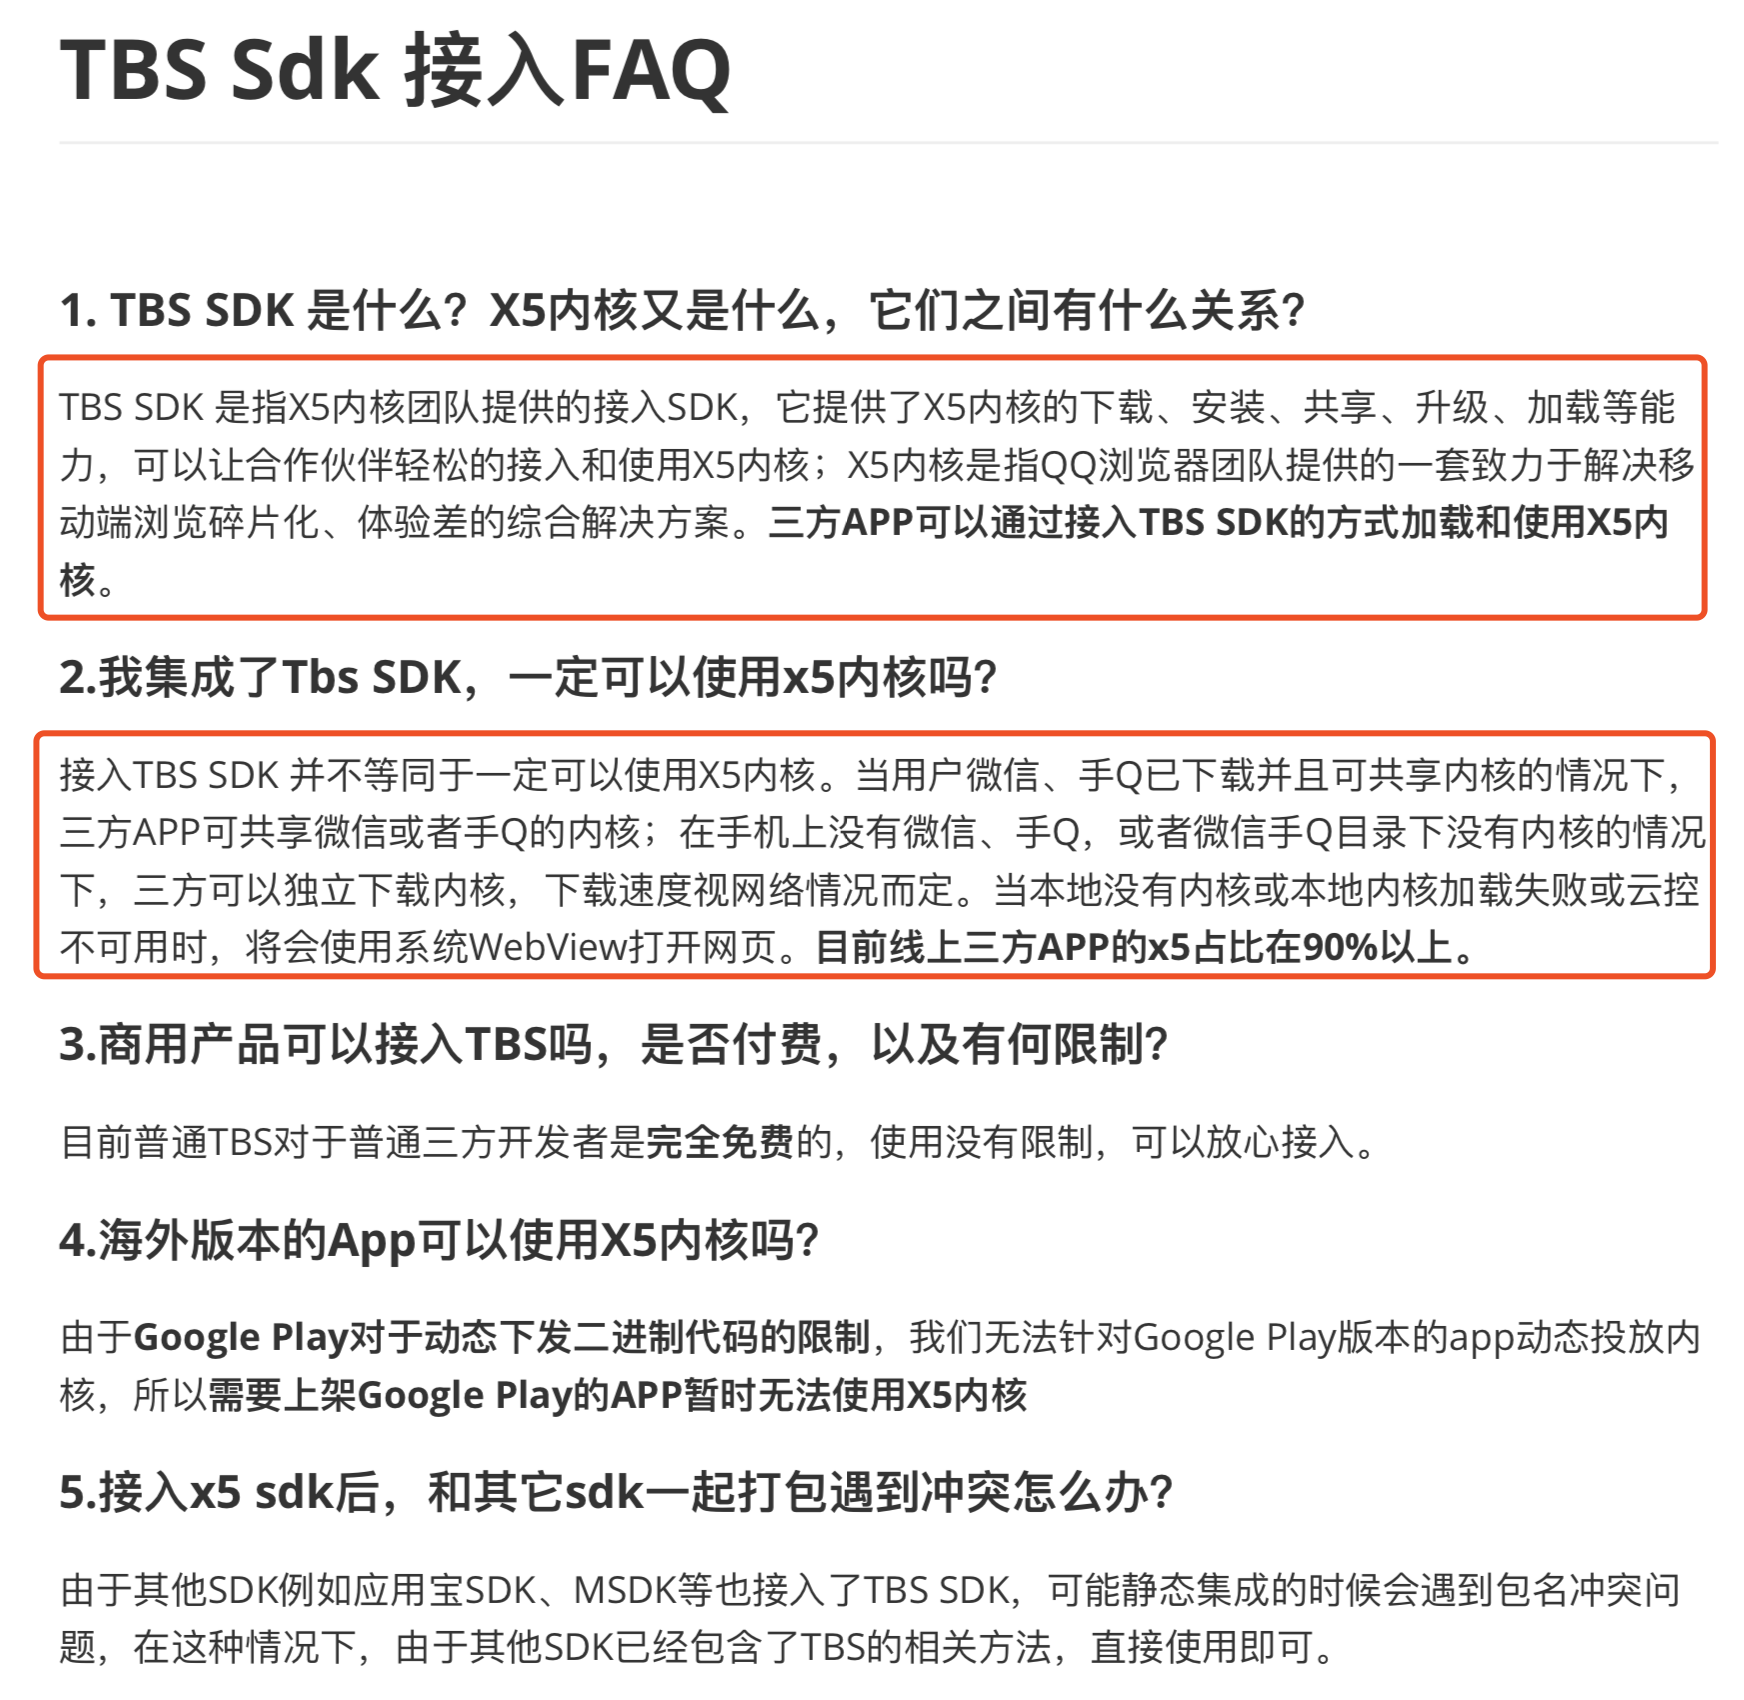 TBS Sdk 接入FAQ
1. TBS SDK 是什么？X5内核又是什么，它们之间有什么关系？
TBS SDK 是指X5内核团队提供的接入SDK，它提供了X5内核的下载、安装、共享、升级、加载等能
力，可以让合作伙伴轻松的接入和使用X5内核；X5内核是指QQ浏览器团队提供的一套致力于解决移
动端浏览碎片化、体验差的综合解决方案。三方APP可以通过接入TBS SDK的方式加载和使用X5内
核。
2.我集成了Tbs SDK，一定可以使用x5内核吗？
接入TBS SDK 并不等同于一定可以使用X5内核。当用户微信、手Q已下载并且可共享内核的情况下，
三方APP可共享微信或者手Q的内核；在手机上没有微信、手Q，或者微信手Q目录下没有内核的情况
下，三方可以独立下载内核，下载速度视网络情况而定。当本地没有内核或本地内核加载失败或云控
不可用时，将会使用系统WebView打开网页。目前线上三方APP的x5占比在90%以上。
3.商用产品可以接入TBS吗，是否付费，以及有何限制？
目前普通TBS对于普通三方开发者是完全免费的，使用没有限制，可以放心接入。
4.海外版本的App可以使用X5内核吗？
由于Google Play对于动态下发二进制代码的限制，我们无法针对Google Play版本的app动态投放内
核，所以需要上架Google Play的APP暂时无法使用X5内核
5.接入x5 sdk后，和其它sdk一起打包遇到冲突怎么办？
由于其他SDK例如应用宝SDK、MSDK等也接入了TBS SDK，可能静态集成的时候会遇到包名冲突问
题，在这种情况下，由于其他SDK已经包含了TBS的相关方法，直接使用即可。